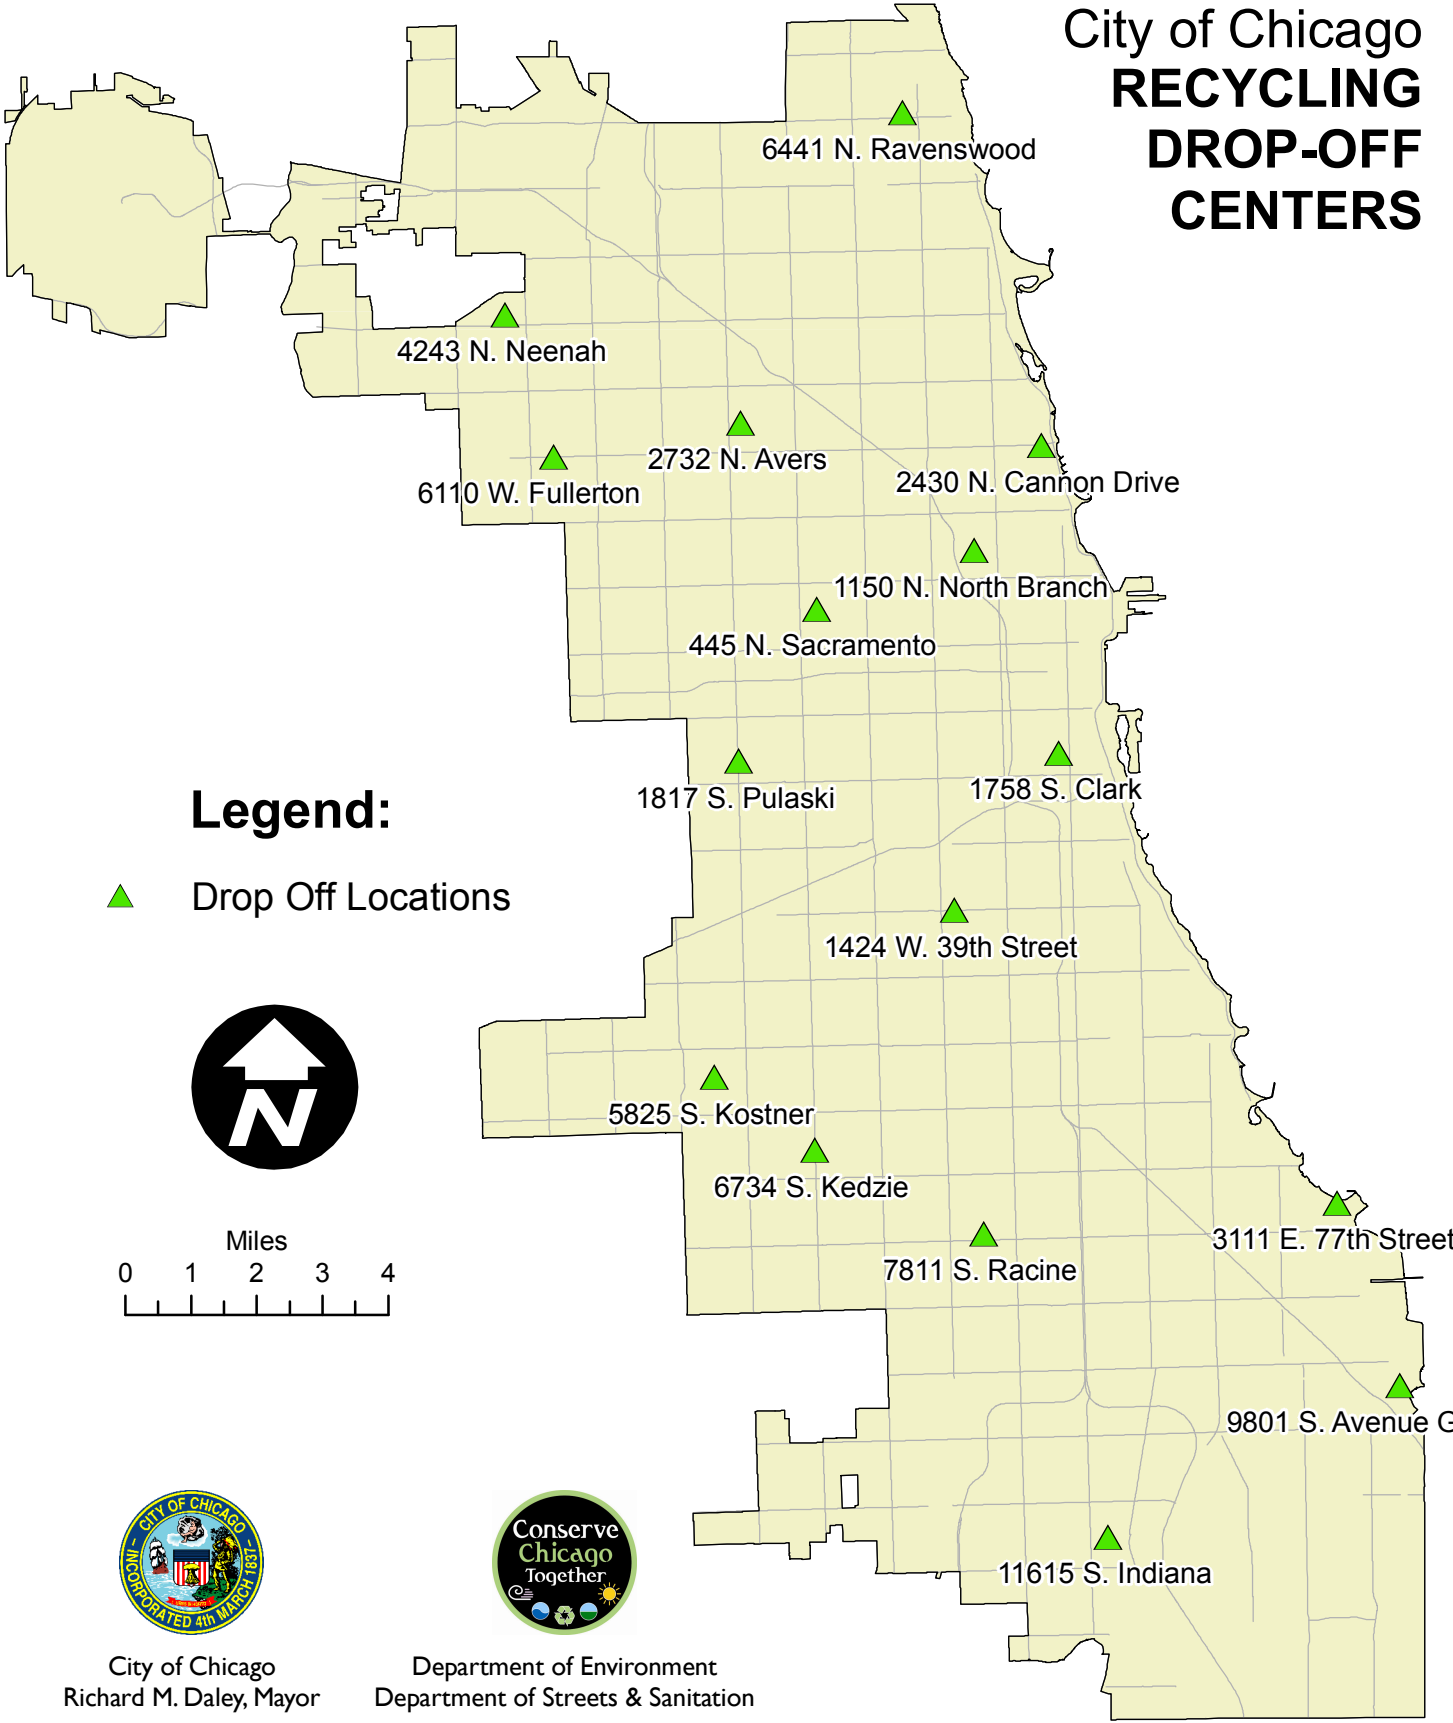 City of Chicago
RECYCLING
DROP-OFF
CENTERS
6441 N. Ravenswood
4243 N. Neenah
2732 N. Avers
6110 W. Fullerton
2430 N. Cannon Drive
1150 N. North Branch
445 N. Sacramento
1817 S. Pulaski
1758 S. Clark
Legend:
Drop Off Locations
1424 W. 39th Street
N
5825 S. Kostner
6734 S. Kedzie
3111 E. 77th Street
7811 S. Racine
Miles
0 1 2 3 4
9801 S. Avenue G
11615 S. Indiana
CITY OF CHICAGO
INCORPORATED 4th MARCH 1837
Conserve
Chicago
Together
City of Chicago
Richard M. Daley, Mayor
Department of Environment
Department of Streets & Sanitation